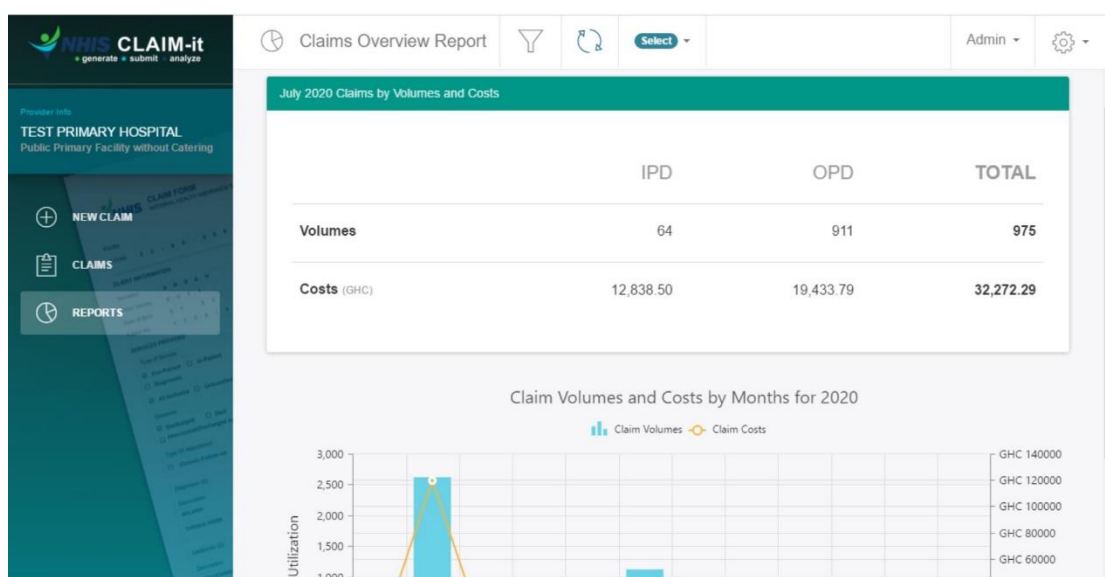 NHIS CLAIM-it
generate submit analyze
Claims Overview Report
Select
Admin
Provider Info
TEST PRIMARY HOSPITAL
Public Primary Facility without Catering
NEW CLAIM
CLAIMS
REPORTS
CLAIM FORM
July 2020 Claims by Volumes and Costs
IPD OPD TOTAL
Volumes 64 911 975
Costs (GHC) 12,838.50 19,433.79 32,272.29
Claim Volumes and Costs by Months for 2020
Claim Volumes Claim Costs
3,000 GHC 140000
2,500 GHC 120000
2,000 GHC 100000
1,500 GHC 80000
GHC 60000
1,000
Utilization